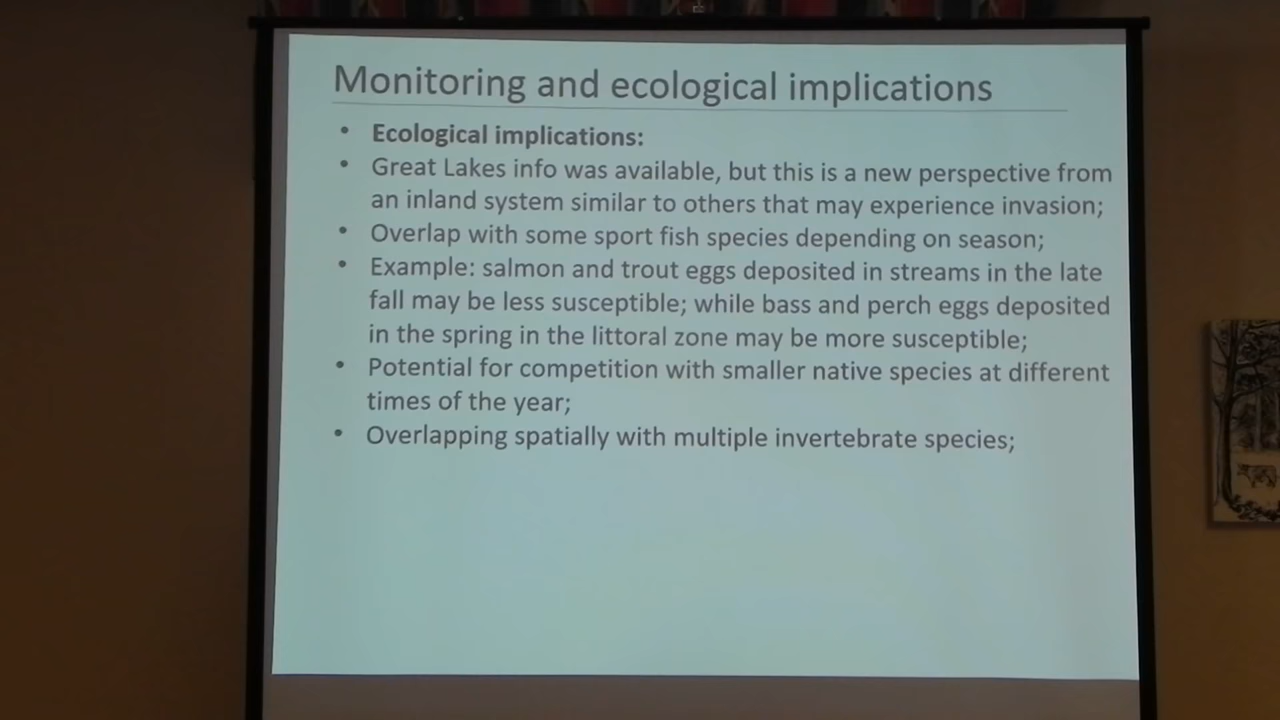 Monitoring and ecological implications
• Ecological implications:
• Great Lakes info was available, but this is a new perspective from
an inland system similar to others that may experience invasion;
• Overlap with some sport fish species depending on season;
• Example: salmon and trout eggs deposited in streams in the late
fall may be less susceptible; while bass and perch eggs deposited
in the spring in the littoral zone may be more susceptible;
• Potential for competition with smaller native species at different
times of the year;
• Overlapping spatially with multiple invertebrate species;